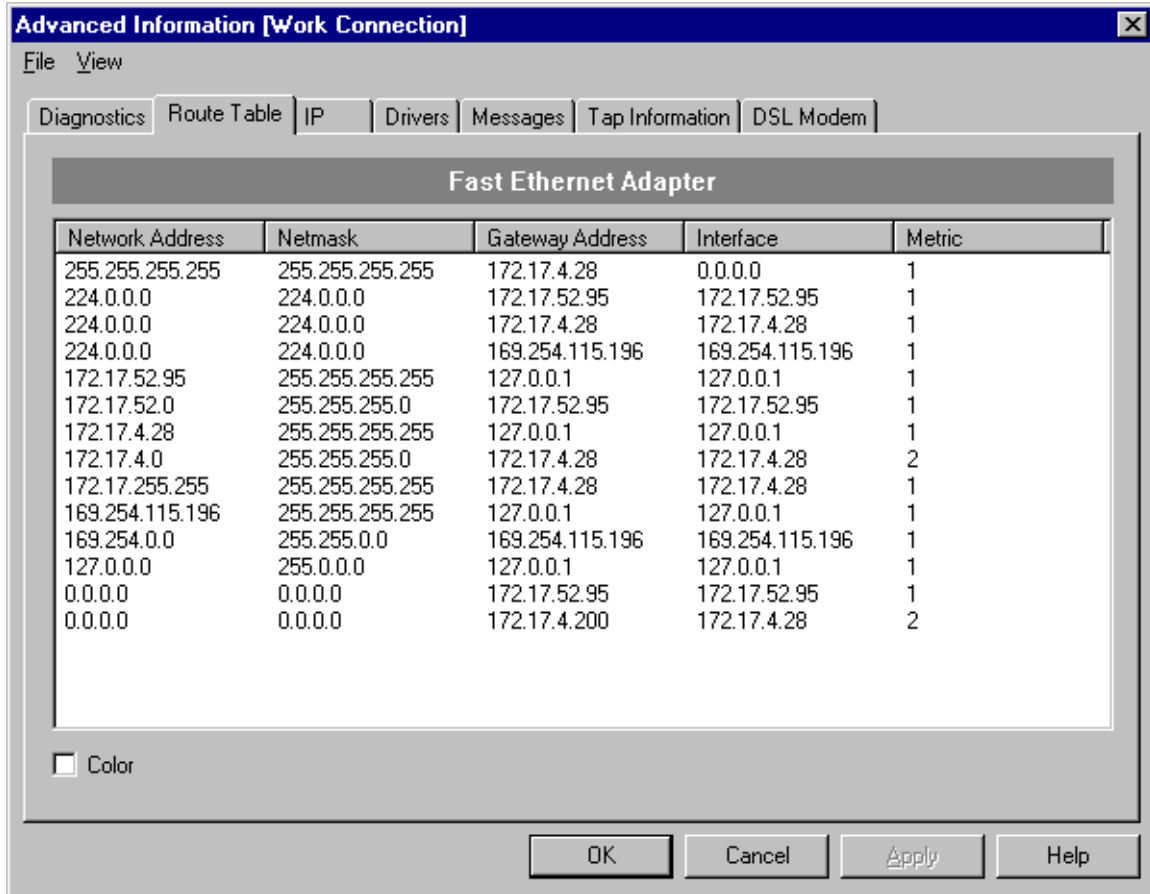 Advanced Information [Work Connection]
File View
Diagnostics Route Table IP Drivers Messages Tap Information DSL Modem
Fast Ethernet Adapter
Network Address Netmask Gateway Address Interface Metric
255.255.255.255 255.255.255.255 172.17.4.28 0.0.0.0 1
224.0.0.0 224.0.0.0 172.17.52.95 172.17.52.95 1
224.0.0.0 224.0.0.0 172.17.4.28 172.17.4.28 1
224.0.0.0 224.0.0.0 169.254.115.196 169.254.115.196 1
172.17.52.95 255.255.255.255 127.0.0.1 127.0.0.1 1
172.17.52.0 255.255.255.0 172.17.52.95 172.17.52.95 1
172.17.4.28 255.255.255.255 127.0.0.1 127.0.0.1 1
172.17.4.0 255.255.255.0 172.17.4.28 172.17.4.28 2
172.17.255.255 255.255.255.255 172.17.4.28 172.17.4.28 1
169.254.115.196 255.255.255.255 127.0.0.1 127.0.0.1 1
169.254.0.0 255.255.0.0 169.254.115.196 169.254.115.196 1
127.0.0.0 255.0.0.0 127.0.0.1 127.0.0.1 1
0.0.0.0 0.0.0.0 172.17.52.95 172.17.52.95 1
0.0.0.0 0.0.0.0 172.17.4.200 172.17.4.28 2
Color
OK Cancel Apply Help